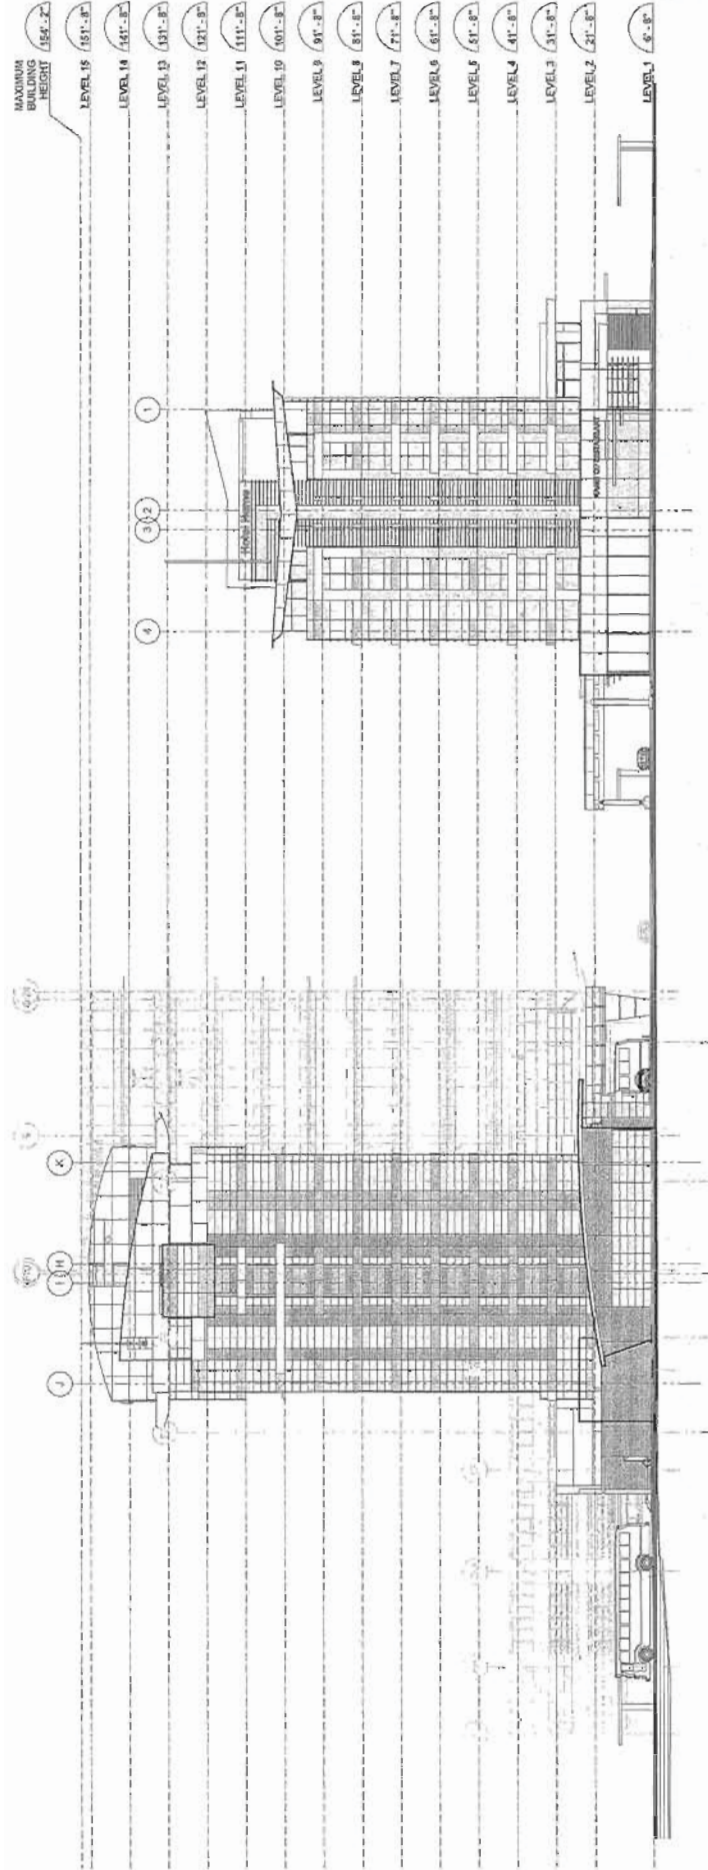 MAXIMUM
BUILDING
HEIGHT
154' - 2"
LEVEL 15
151' - 8"
LEVEL 14
141' - 8"
LEVEL 13
131' - 8"
LEVEL 12
121' - 8"
LEVEL 11
111' - 8"
LEVEL 10
101' - 8"
LEVEL 9
91' - 8"
LEVEL 8
81' - 8"
LEVEL 7
71' - 8"
LEVEL 6
61' - 8"
LEVEL 5
51' - 8"
LEVEL 4
41' - 8"
LEVEL 3
31' - 8"
LEVEL 2
21' - 8"
LEVEL 1
6' - 8"
1
2
3
4
Hotel Name
K
H
I
J